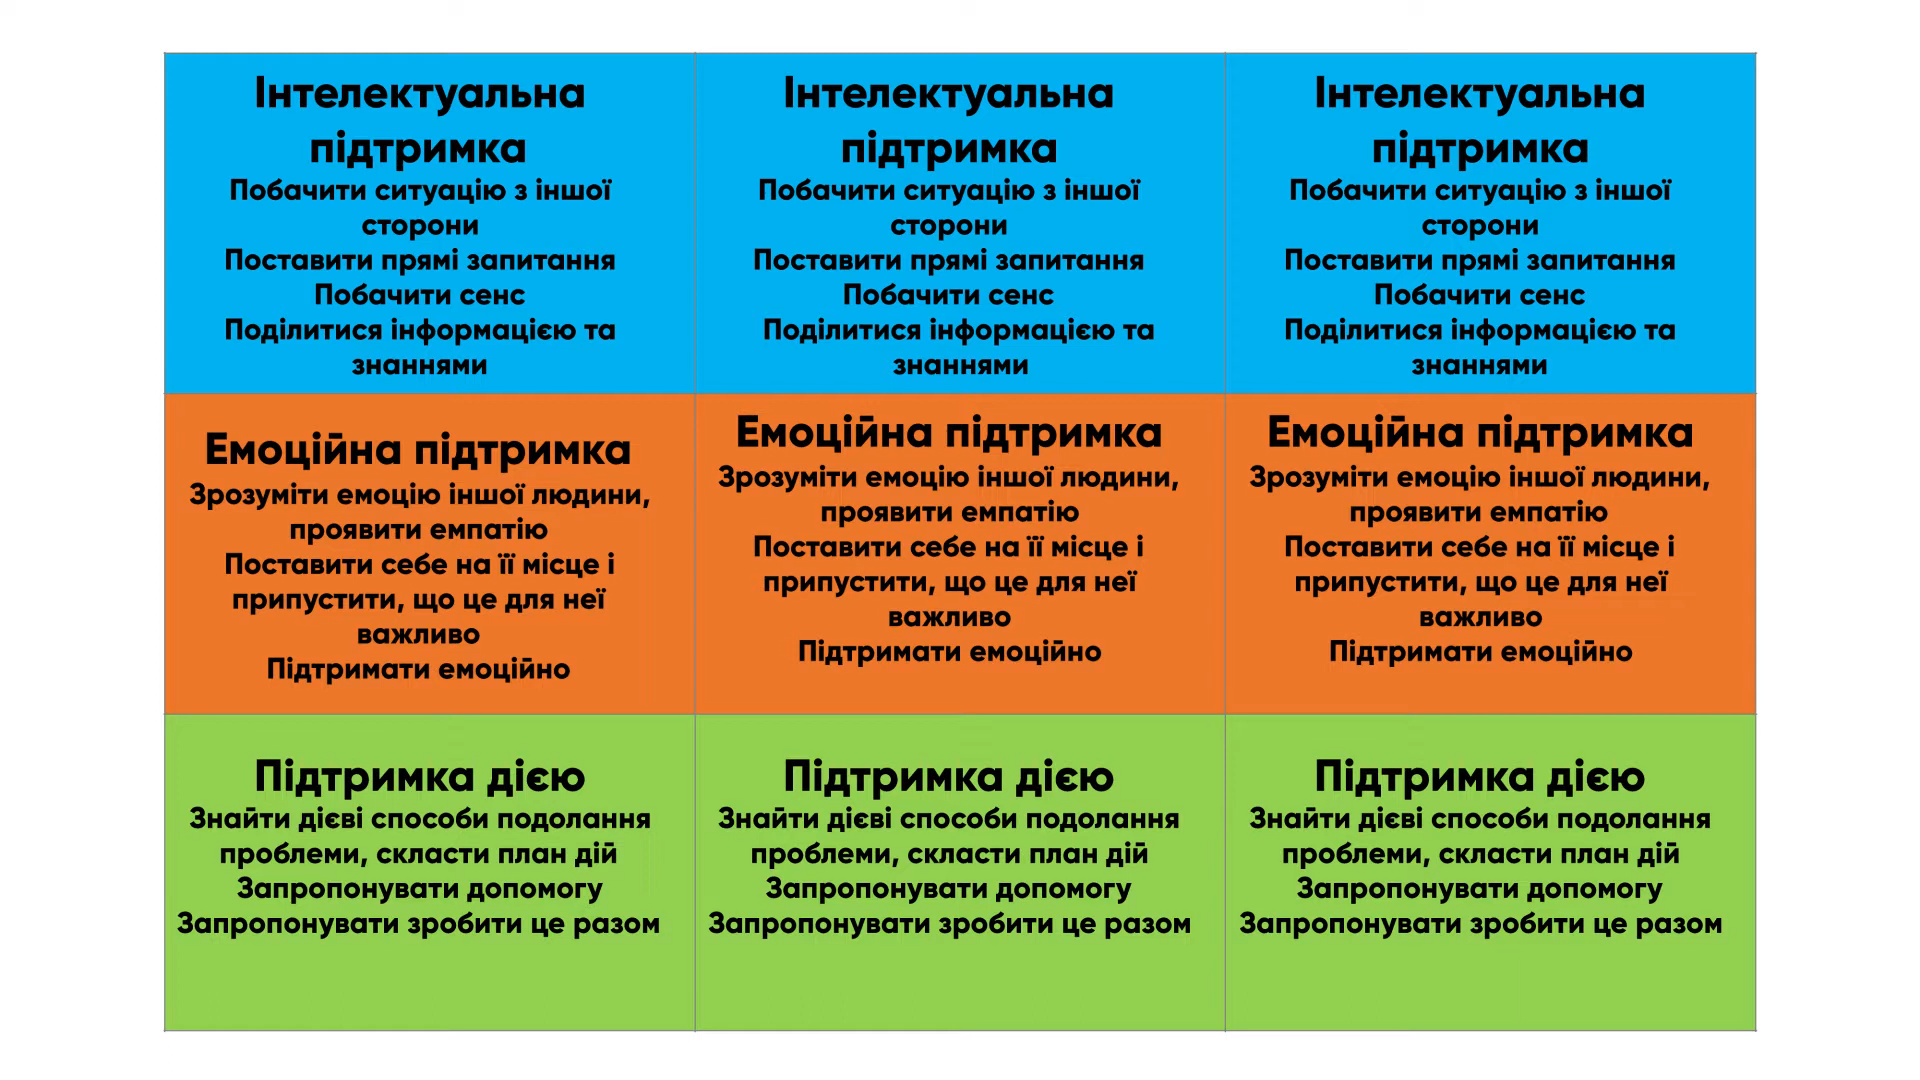 Інтелектуальна
підтримка
Побачити ситуацію з іншої
сторони
Поставити прямі запитання
Побачити сенс
Поділитися інформацією та
знаннями
Інтелектуальна
підтримка
Побачити ситуацію з іншої
сторони
Поставити прямі запитання
Побачити сенс
Поділитися інформацією та
знаннями
Інтелектуальна
підтримка
Побачити ситуацію з іншої
сторони
Поставити прямі запитання
Побачити сенс
Поділитися інформацією та
знаннями
Емоційна підтримка
Зрозуміти емоцію іншої людини,
проявити емпатію
Поставити себе на її місце і
припустити, що це для неї
важливо
Підтримати емоційно
Емоційна підтримка
Зрозуміти емоцію іншої людини,
проявити емпатію
Поставити себе на її місце і
припустити, що це для неї
важливо
Підтримати емоційно
Емоційна підтримка
Зрозуміти емоцію іншої людини,
проявити емпатію
Поставити себе на її місце і
припустити, що це для неї
важливо
Підтримати емоційно
Підтримка дією
Знайти дієві способи подолання
проблеми, скласти план дій
Запропонувати допомогу
Запропонувати зробити це разом
Підтримка дією
Знайти дієві способи подолання
проблеми, скласти план дій
Запропонувати допомогу
Запропонувати зробити це разом
Підтримка дією
Знайти дієві способи подолання
проблеми, скласти план дій
Запропонувати допомогу
Запропонувати зробити це разом